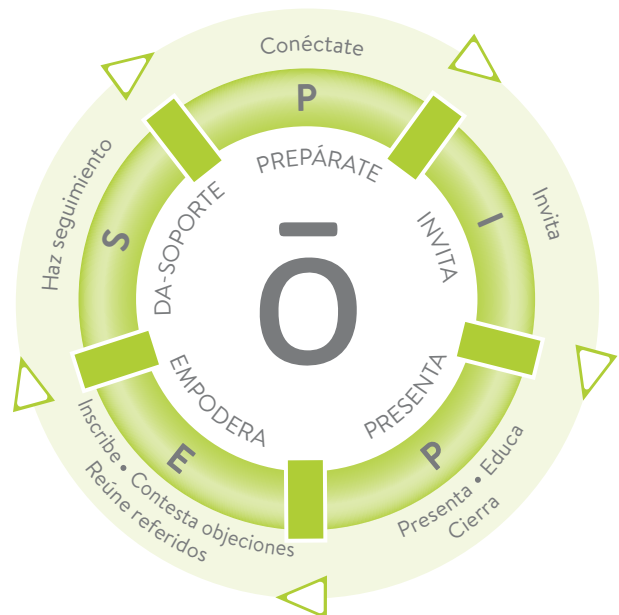 Conéctate
P
PREPÁRATE
Invita
I
INVITA
Presenta • Educa
Cierra
P
PRESENTA
Inscribe • Contesta objeciones
Reúne referidos
E
EMPODERA
Haz seguimiento
S
DA-SOPORTE
ō